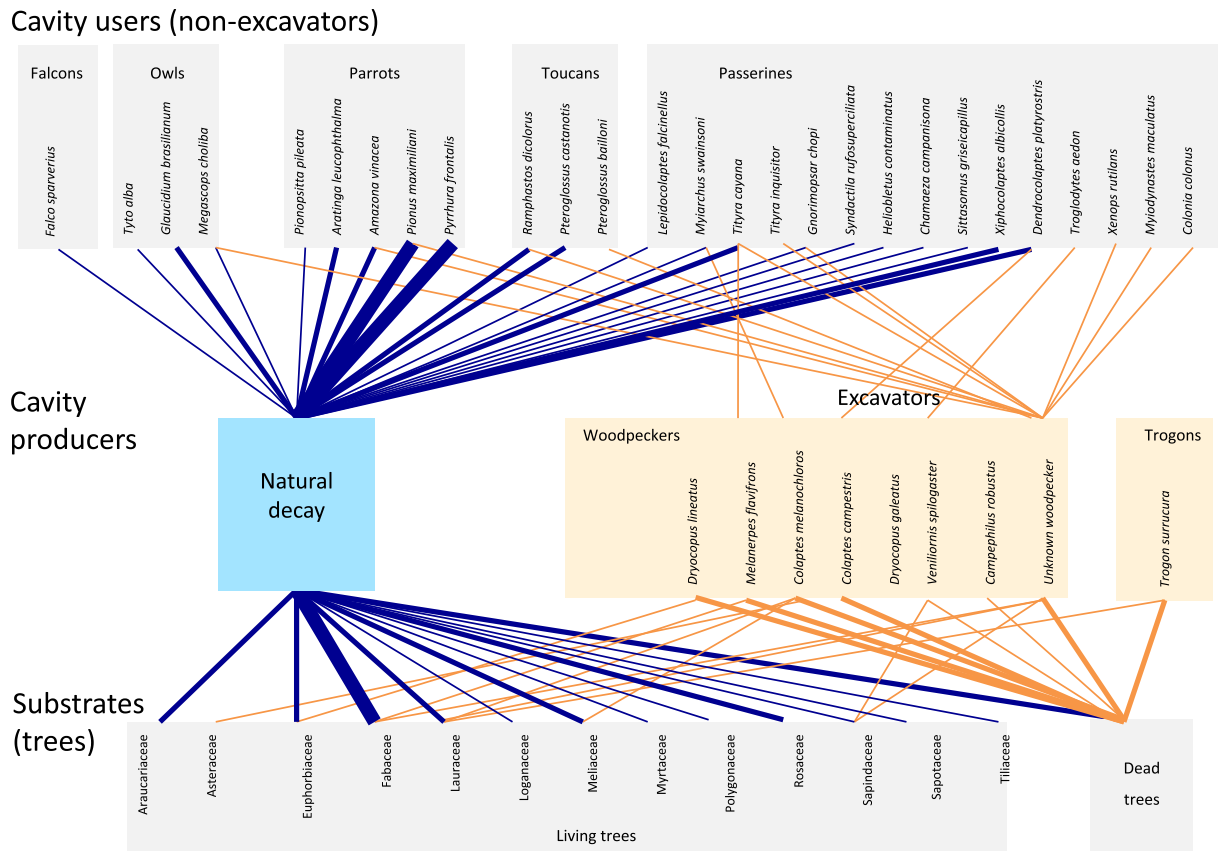 Cavity users (non-excavators)
Falcons
Owls
Parrots
Toucans
Passerines
Falco sparverius
Tyto alba
Glaucidium brasilianum
Megascops choliba
Pionopsitta pileata
Aratinga leucophthalma
Amazona vinacea
Pionus maximiliani
Pyrrhura frontalis
Ramphastos dicolorus
Pteroglossus castanotis
Pteroglossus bailloni
Lepidocolaptes falcinellus
Myiarchus swainsoni
Tityra cayana
Tityra inquisitor
Gnorimopsar chopi
Syndactila rufosuperciliata
Heliobletus contaminatus
Chamaeza campanisona
Sittasomus griseicapillus
Xiphocolaptes albicollis
Dendrocolaptes platyrostris
Troglodytes aedon
Xenops rutilans
Myiodynastes maculatus
Colonia colonus
Cavity
producers
Excavators
Natural
decay
Woodpeckers
Trogons
Dryocopus lineatus
Melanerpes flavifrons
Colaptes melanochloros
Colaptes campestris
Dryocopus galeatus
Veniliornis spilogaster
Campephilus robustus
Unknown woodpecker
Trogon surrucura
Substrates
(trees)
Araucariaceae
Asteraceae
Euphorbiaceae
Fabaceae
Lauraceae
Loganaceae
Meliaceae
Myrtaceae
Polygonaceae
Rosaceae
Sapindaceae
Sapotaceae
Tiliaceae
Living trees
Dead
trees